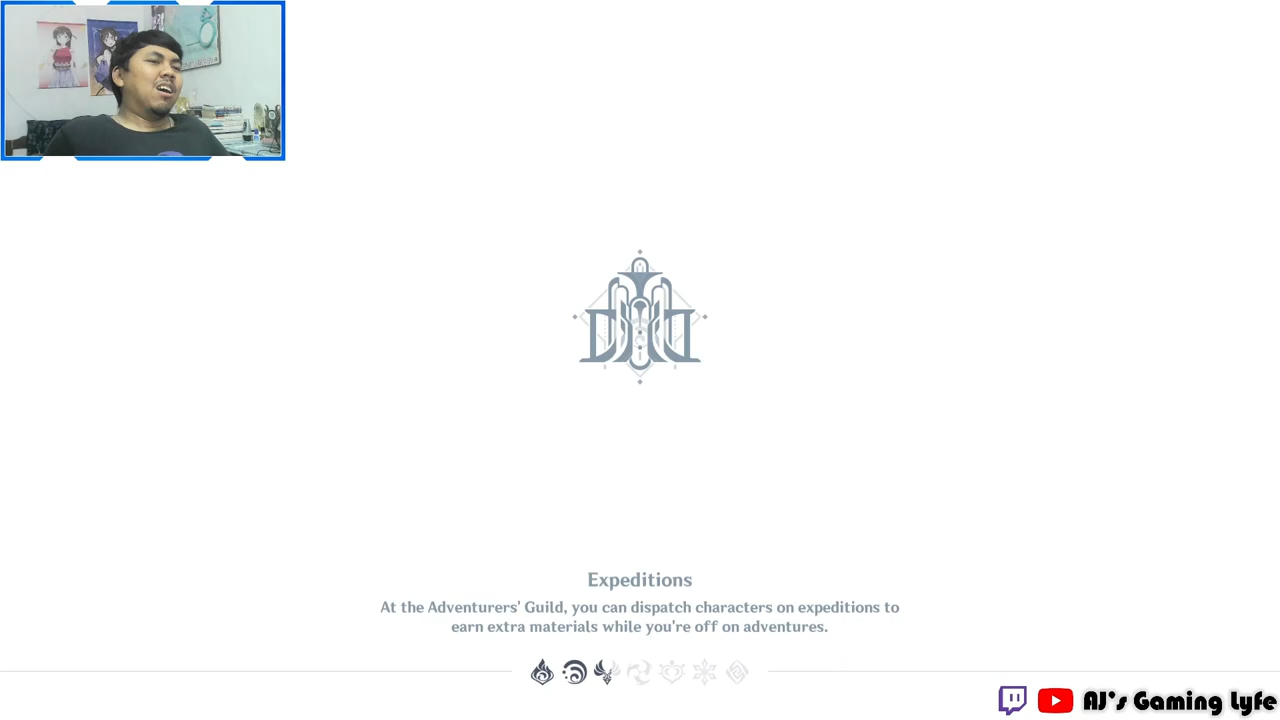 Expeditions
At the Adventurers' Guild, you can dispatch characters on expeditions to
earn extra materials while you're off on adventures.
AJ's Gaming Lyfe